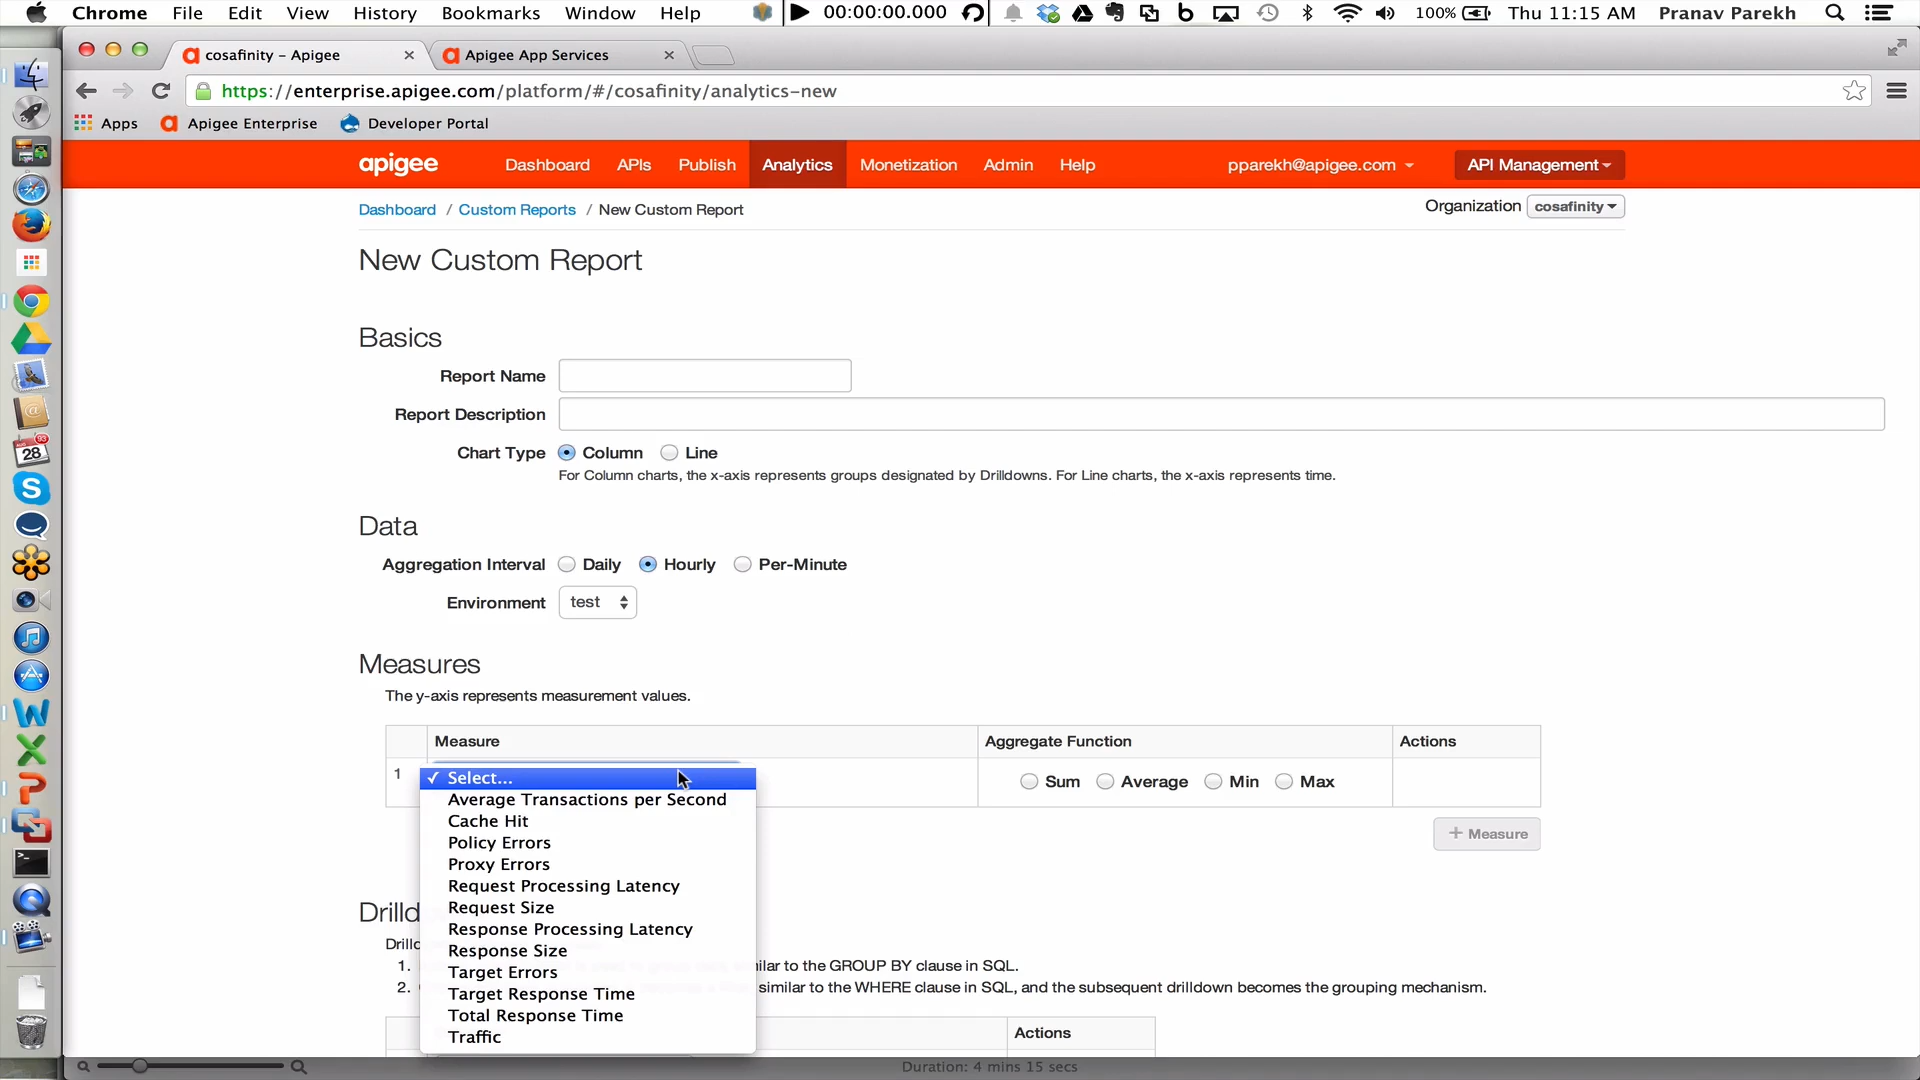 Chrome File Edit View History Bookmarks Window Help 00:00:00.000 100% Thu 11:15 AM Pranav Parekh
cosafinity – Apigee Apigee App Services
https://enterprise.apigee.com/platform/#/cosafinity/analytics-new
Apps Apigee Enterprise Developer Portal
apigee Dashboard APIs Publish Analytics Monetization Admin Help pparekh@apigee.com API Management
Dashboard / Custom Reports / New Custom Report Organization cosafinity
New Custom Report
Basics
Report Name
Report Description
Chart Type Column Line
For Column charts, the x-axis represents groups designated by Drilldowns. For Line charts, the x-axis represents time.
Data
Aggregation Interval Daily Hourly Per-Minute
Environment test
Measures
The y-axis represents measurement values.
Measure Aggregate Function Actions
1 ✓ Select... Sum Average Min Max
Average Transactions per Second
Cache Hit
+ Measure
Policy Errors
Proxy Errors
Request Processing Latency
Request Size
Response Processing Latency
Response Size
Target Errors
Target Response Time
Total Response Time
Traffic
1. ilar to the GROUP BY clause in SQL.
2. similar to the WHERE clause in SQL, and the subsequent drilldown becomes the grouping mechanism.
Actions
Duration: 4 mins 15 secs
28